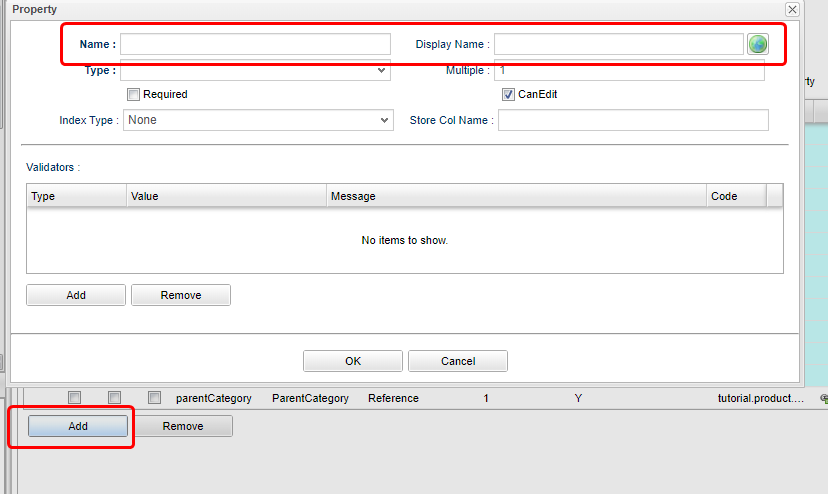 Property
Name : Display Name :
Type : Multiple : 1
Required CanEdit
Index Type : None Store Col Name :
Validators :
Type Value Message Code
No items to show.
Add Remove
OK Cancel
parentCategory ParentCategory Reference 1 Y tutorial.product....
Add Remove